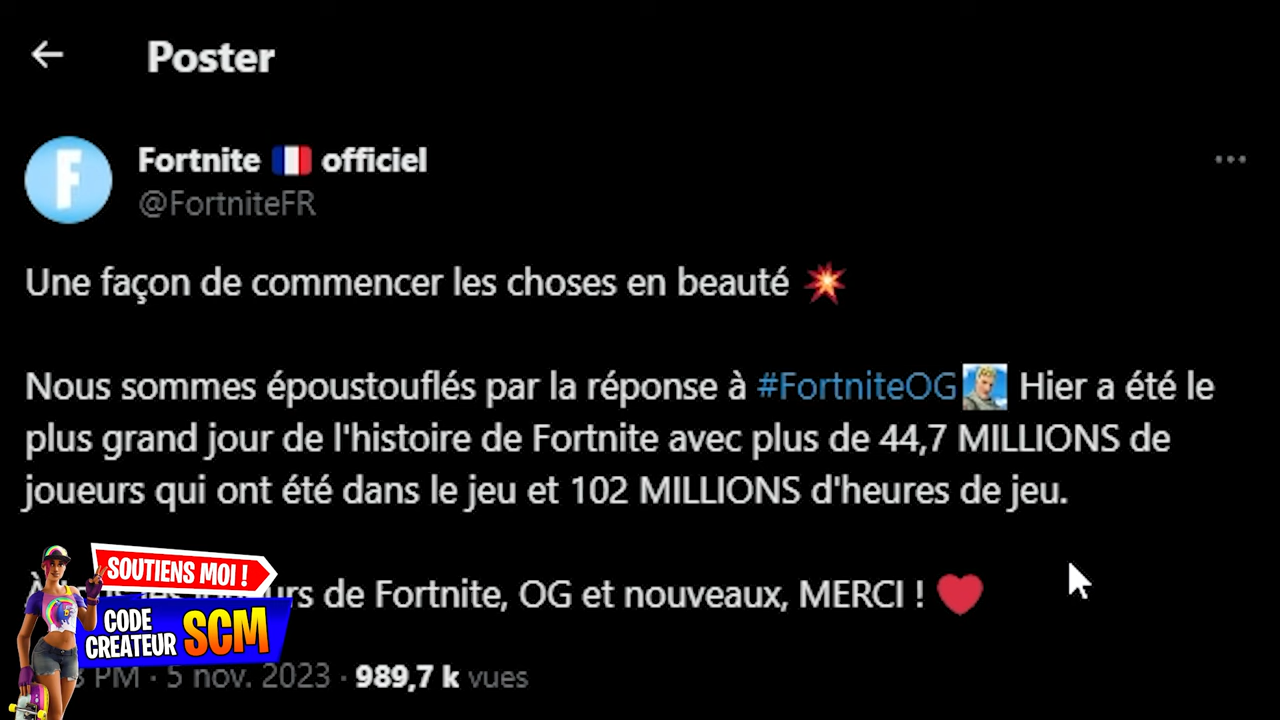 Poster
Fortnite 🇫🇷 officiel
@FortniteFR
Une façon de commencer les choses en beauté 💥
Nous sommes époustouflés par la réponse à #FortniteOG Hier a été le
plus grand jour de l'histoire de Fortnite avec plus de 44,7 MILLIONS de
joueurs qui ont été dans le jeu et 102 MILLIONS d'heures de jeu.
SOUTIENS MOI !
de Fortnite, OG et nouveaux, MERCI ! ❤️
CODE
CREATEUR SCM
PM · 5 nov. 2023 · 989,7 k vues